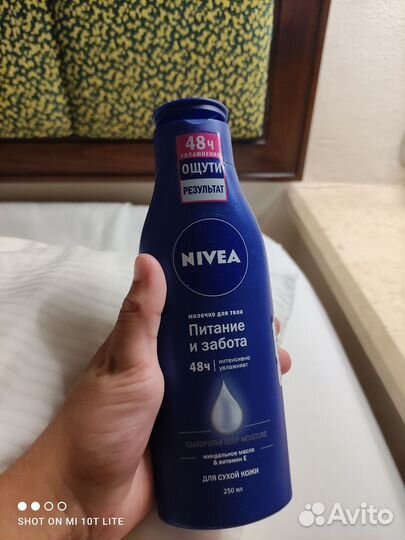 48ч
УВЛАЖНЕНИЕ
ОЩУТИ
РЕЗУЛЬТАТ
NIVEA
молочко для тела
Питание
и забота
48ч интенсивно
увлажняет
СЫВОРОТКА DEEP MOISTURE
миндальное масло
& витамин Е
ДЛЯ СУХОЙ КОЖИ
250 мл
SHOT ON MI 10T LITE
Avito